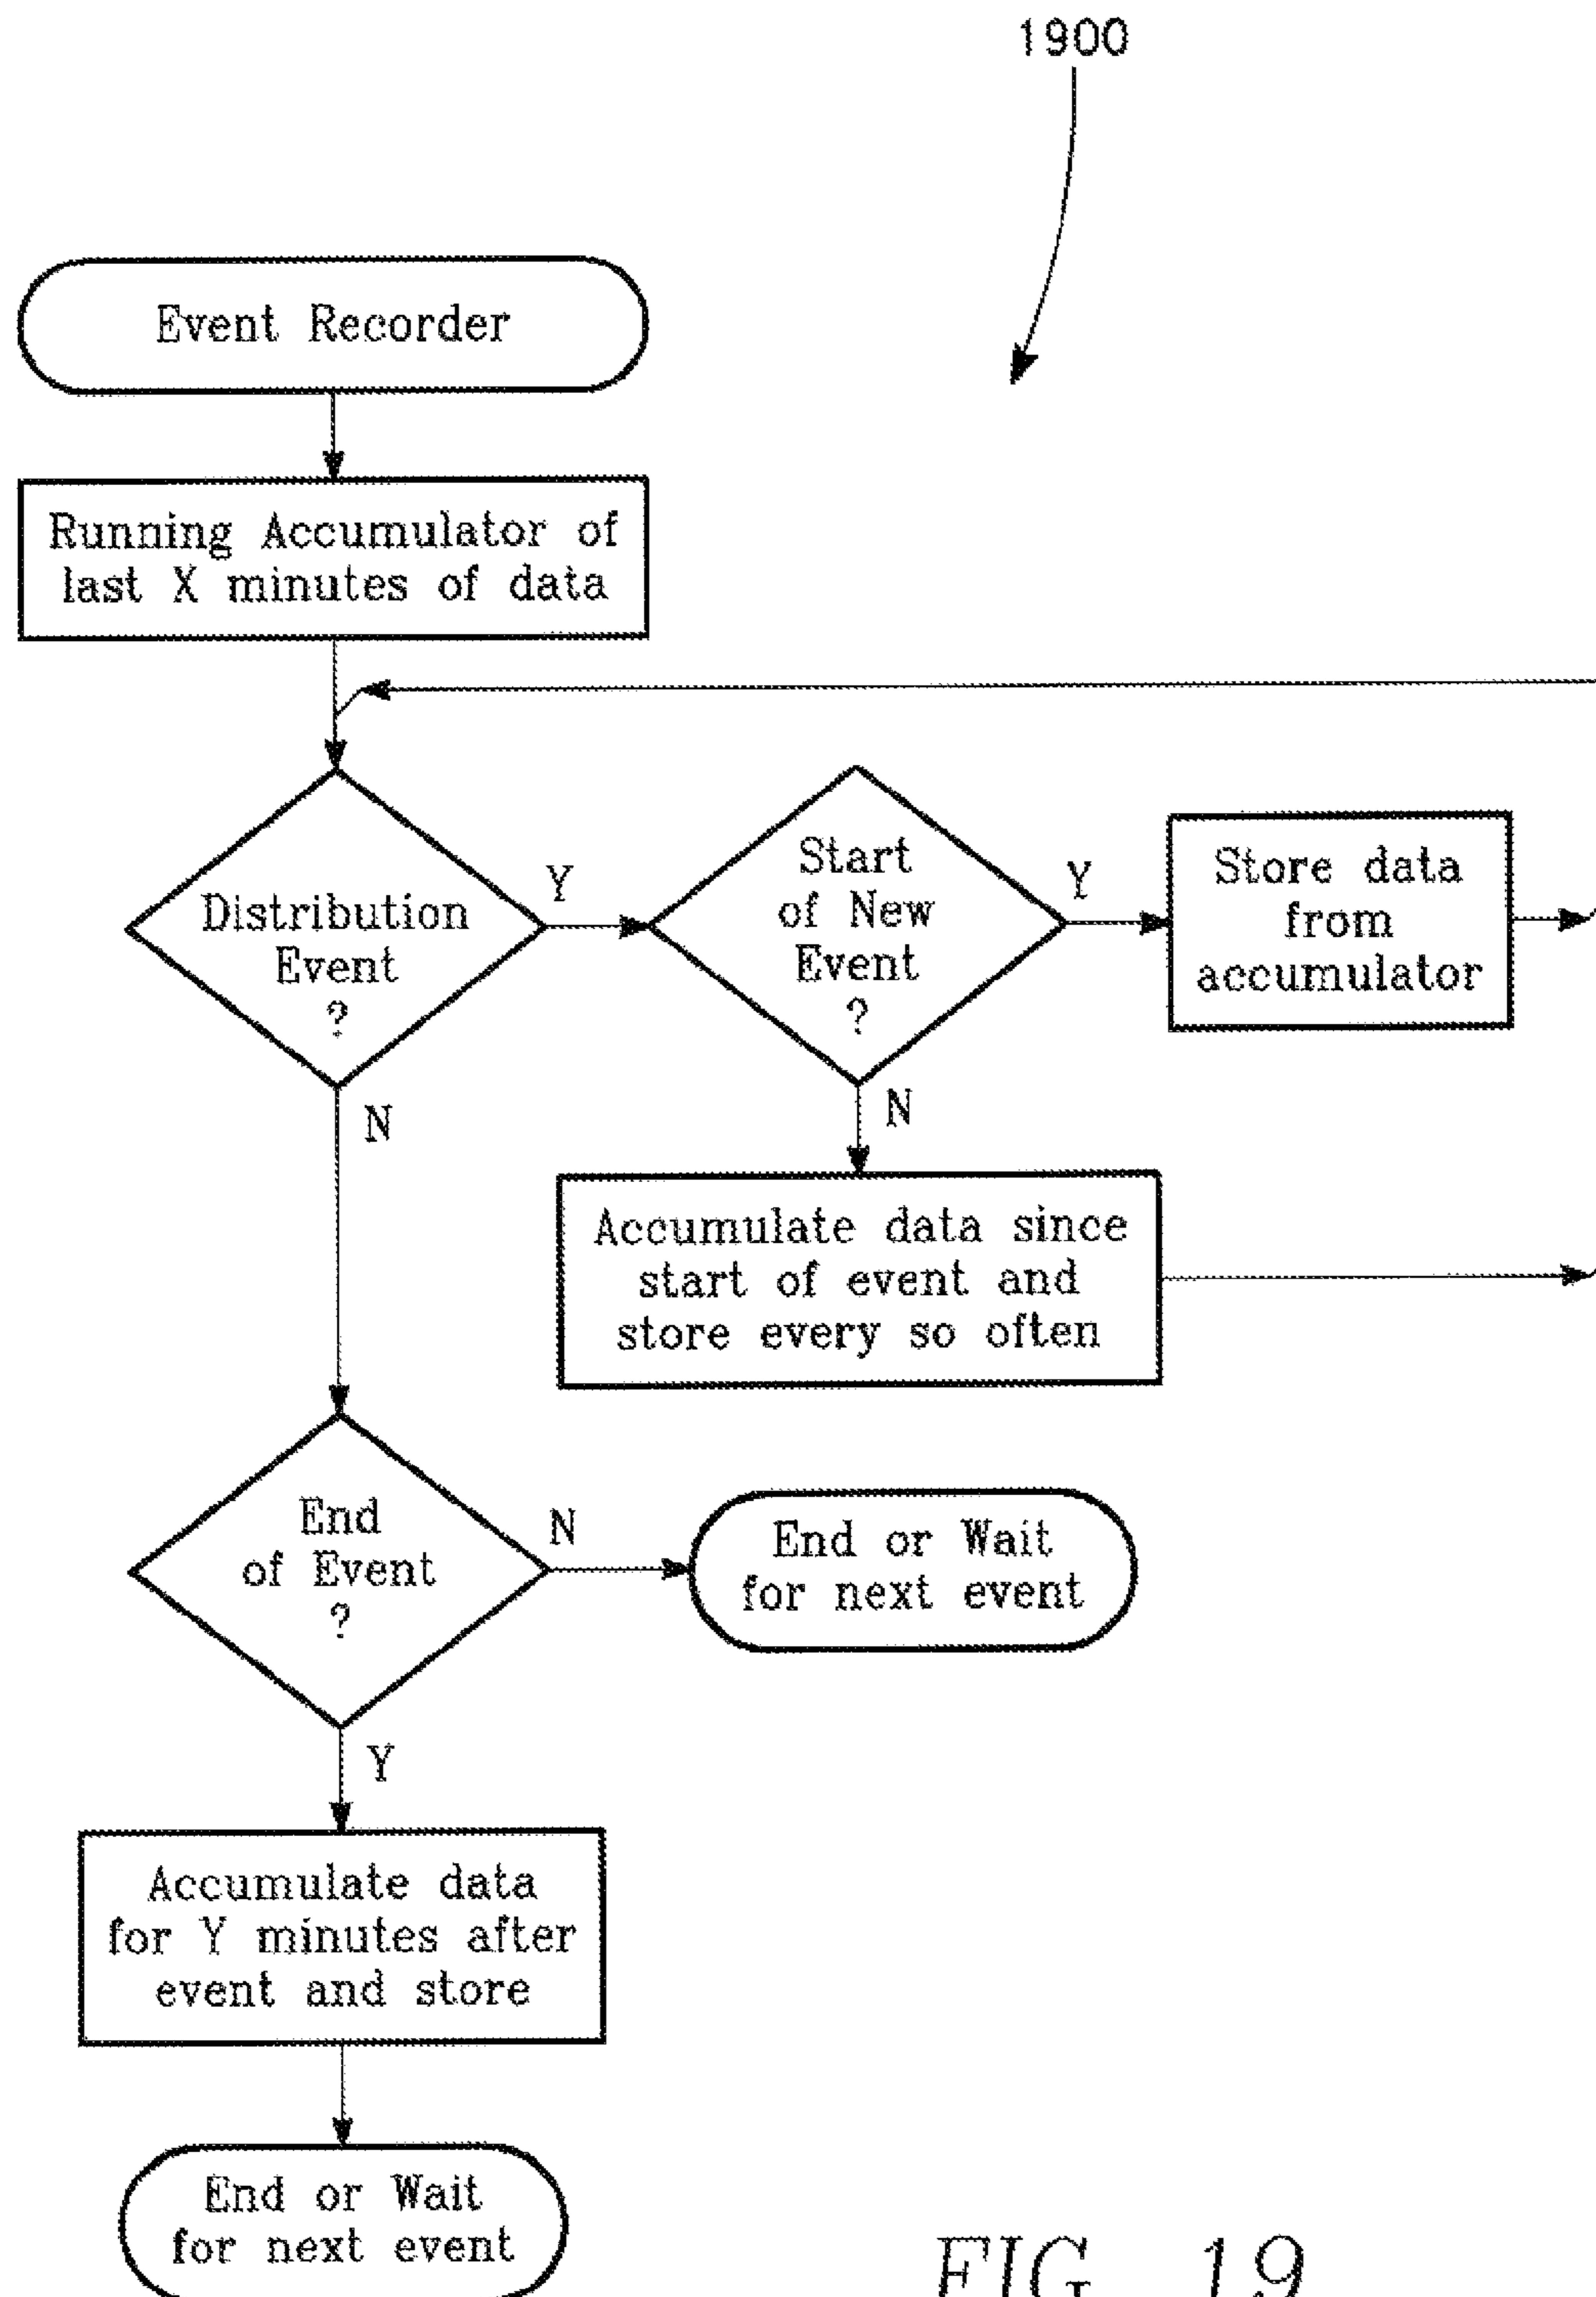 1900
Event Recorder
Running Accumulator of
last X minutes of data
Distribution
Event
?
Y
Start
of New
Event
?
Y
Store data
from
accumulator
N
N
Accumulate data since
start of event and
store every so often
End
of Event
?
N
End or Wait
for next event
Y
Accumulate data
for Y minutes after
event and store
End or Wait
for next event
FIG. 19